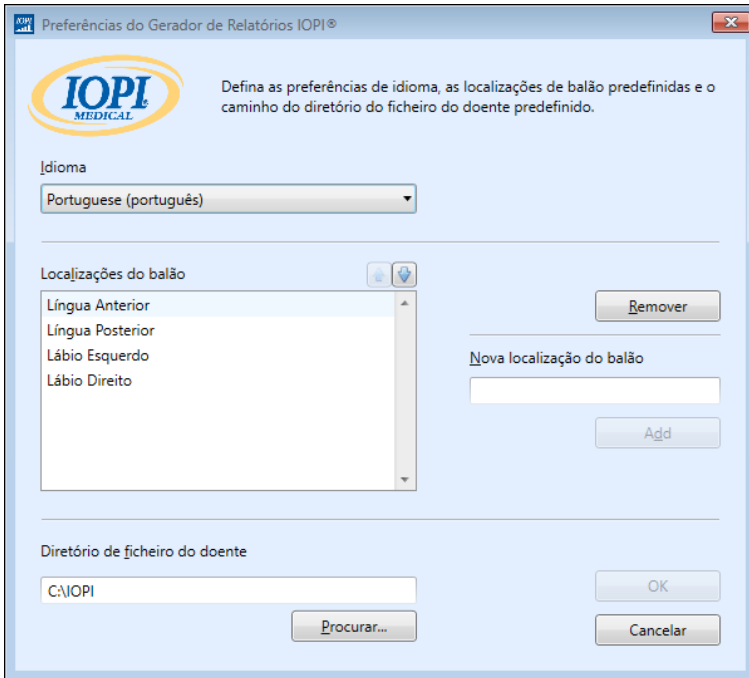 IOPI
Preferências do Gerador de Relatórios IOPI®
IOPI
MEDICAL
Defina as preferências de idioma, as localizações de balão predefinidas e o
caminho do diretório do ficheiro do doente predefinido.
Idioma
Portuguese (português)
Localizações do balão
Língua Anterior
Língua Posterior
Lábio Esquerdo
Lábio Direito
Remover
Nova localização do balão
Add
Diretório de ficheiro do doente
C:\IOPI
Procurar...
OK
Cancelar